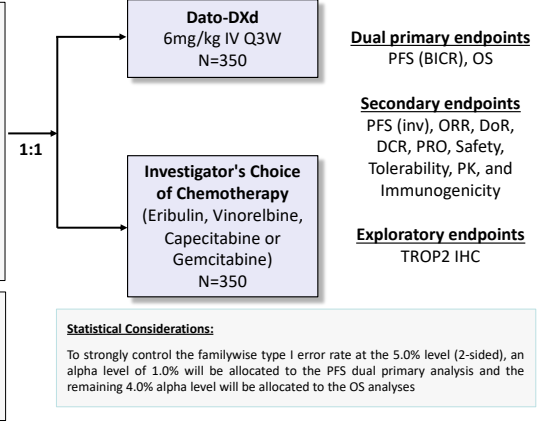 1:1
Dato-DXd
6mg/kg IV Q3W
N=350
Investigator's Choice
of Chemotherapy
(Eribulin, Vinorelbine,
Capecitabine or
Gemcitabine)
N=350
Dual primary endpoints
PFS (BICR), OS
Secondary endpoints
PFS (inv), ORR, DoR,
DCR, PRO, Safety,
Tolerability, PK, and
Immunogenicity
Exploratory endpoints
TROP2 IHC
Statistical Considerations:
To strongly control the familywise type I error rate at the 5.0% level (2-sided), an
alpha level of 1.0% will be allocated to the PFS dual primary analysis and the
remaining 4.0% alpha level will be allocated to the OS analyses